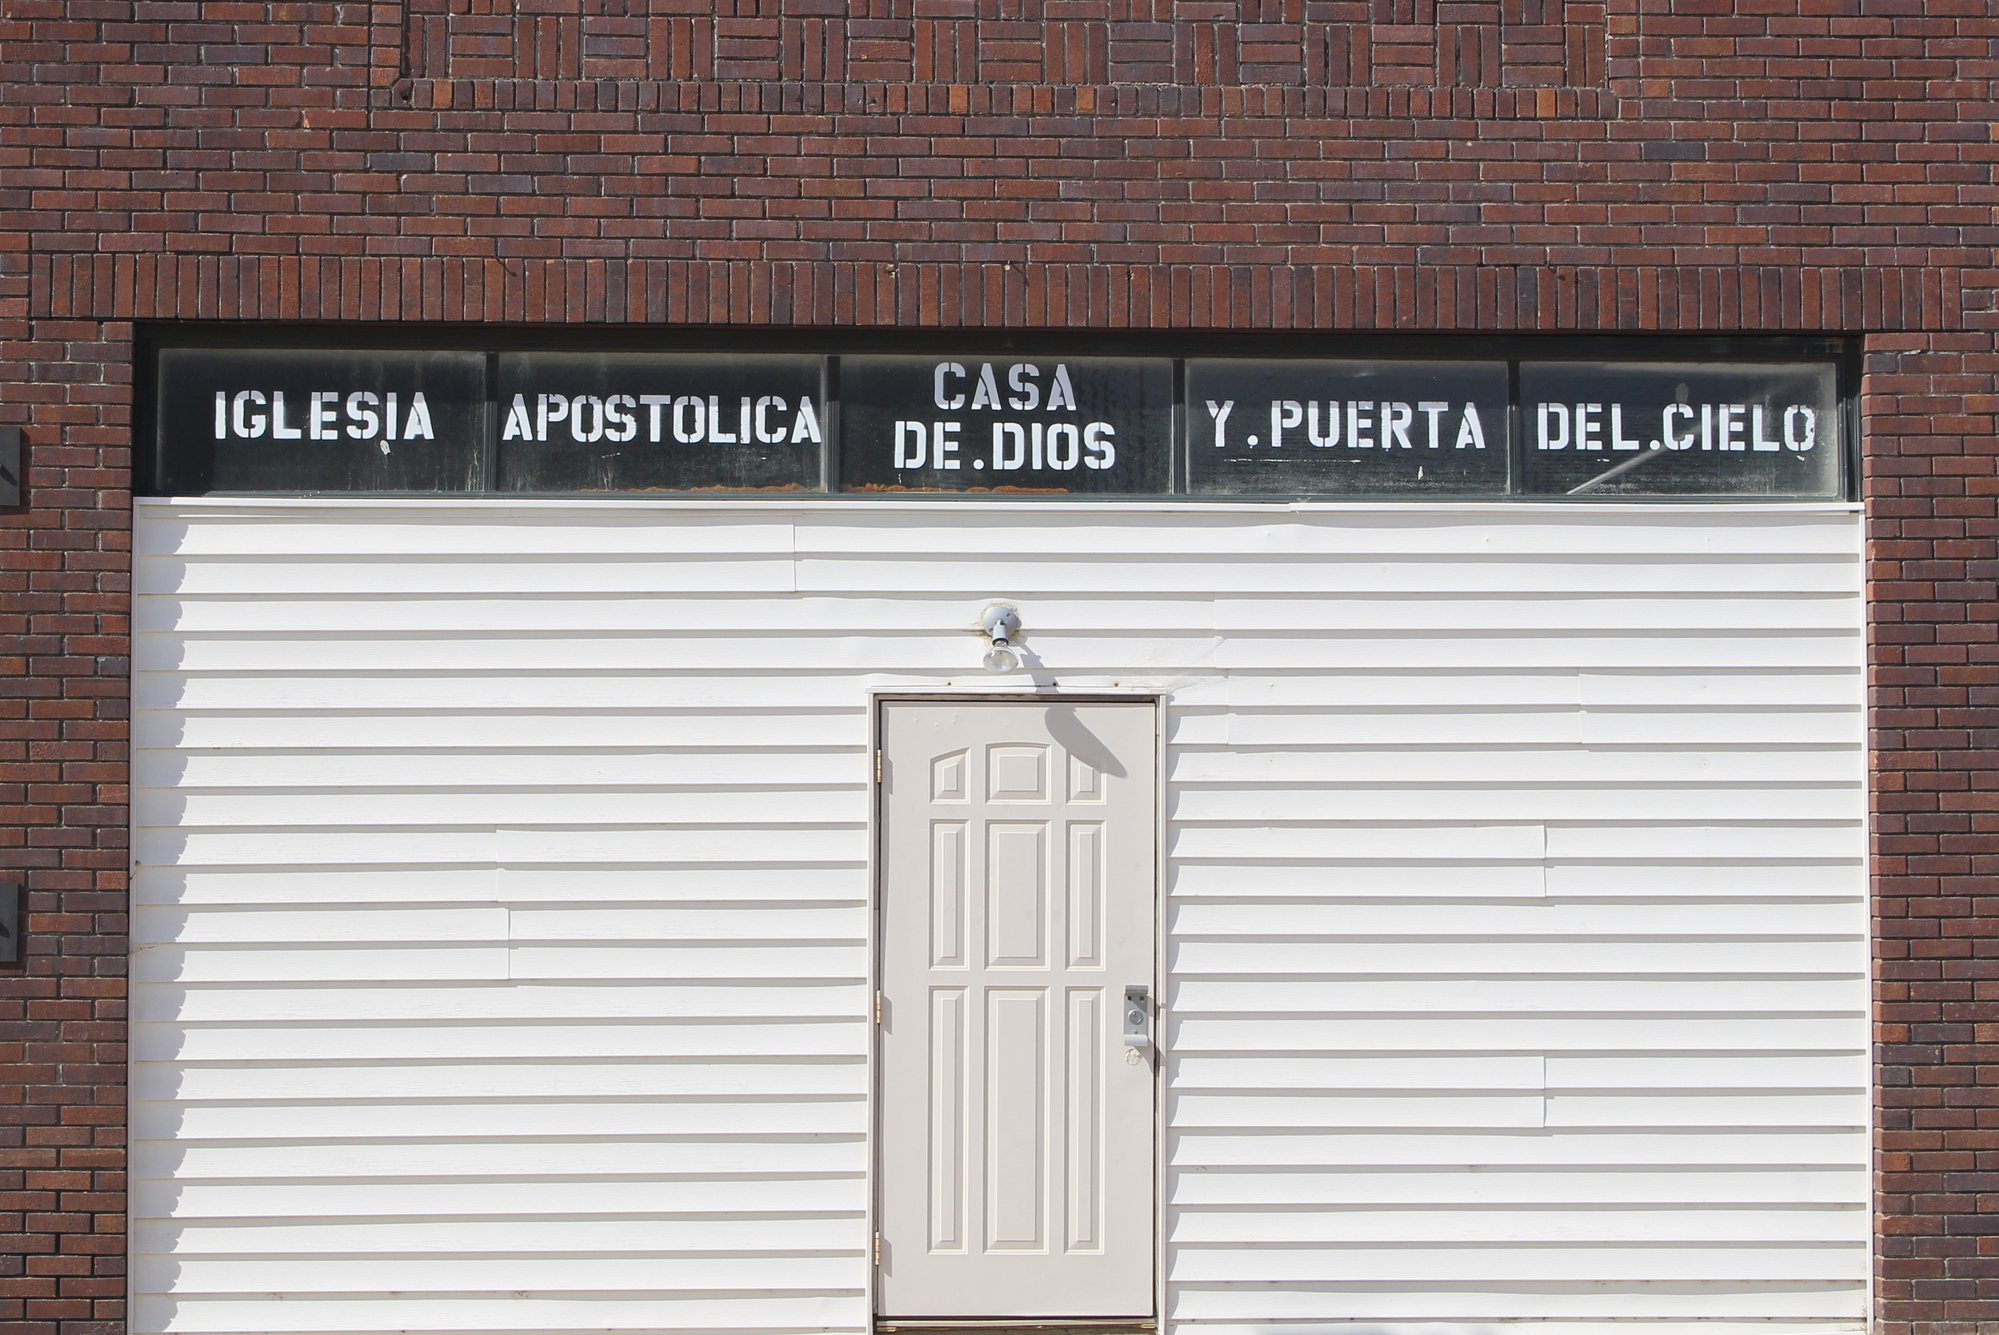 IGLESIA APOSTOLICA CASA DE.DIOS Y.PUERTA DEL.CIELO